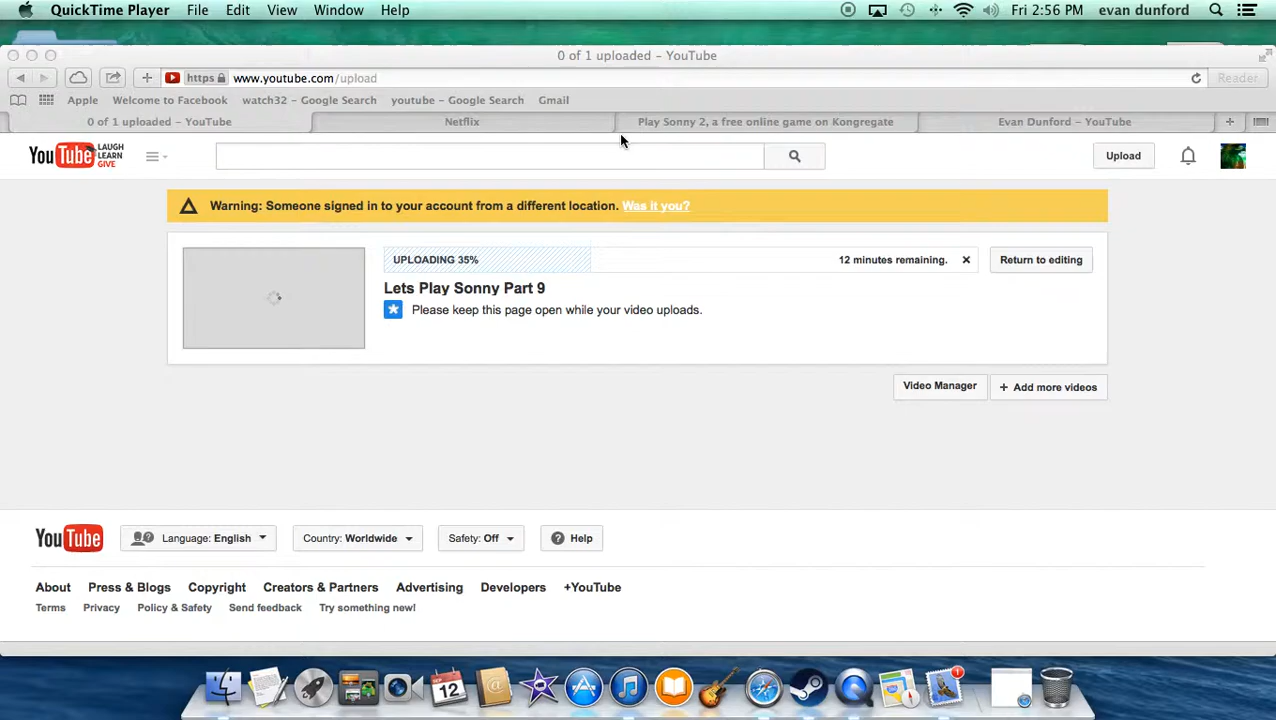 QuickTime Player File Edit View Window Help Fri 2:56 PM evan dunford
0 of 1 uploaded – YouTube
https www.youtube.com/upload Reader
Apple Welcome to Facebook watch32 – Google Search youtube – Google Search Gmail
0 of 1 uploaded – YouTube Netflix Play Sonny 2, a free online game on Kongregate Evan Dunford – YouTube
YouTube LAUGH LEARN GIVE Upload
Warning: Someone signed in to your account from a different location. Was it you?
UPLOADING 35% 12 minutes remaining. Return to editing
Lets Play Sonny Part 9
Please keep this page open while your video uploads.
Video Manager + Add more videos
YouTube Language: English Country: Worldwide Safety: Off Help
About Press & Blogs Copyright Creators & Partners Advertising Developers +YouTube
Terms Privacy Policy & Safety Send feedback Try something new!
SEP 12 1